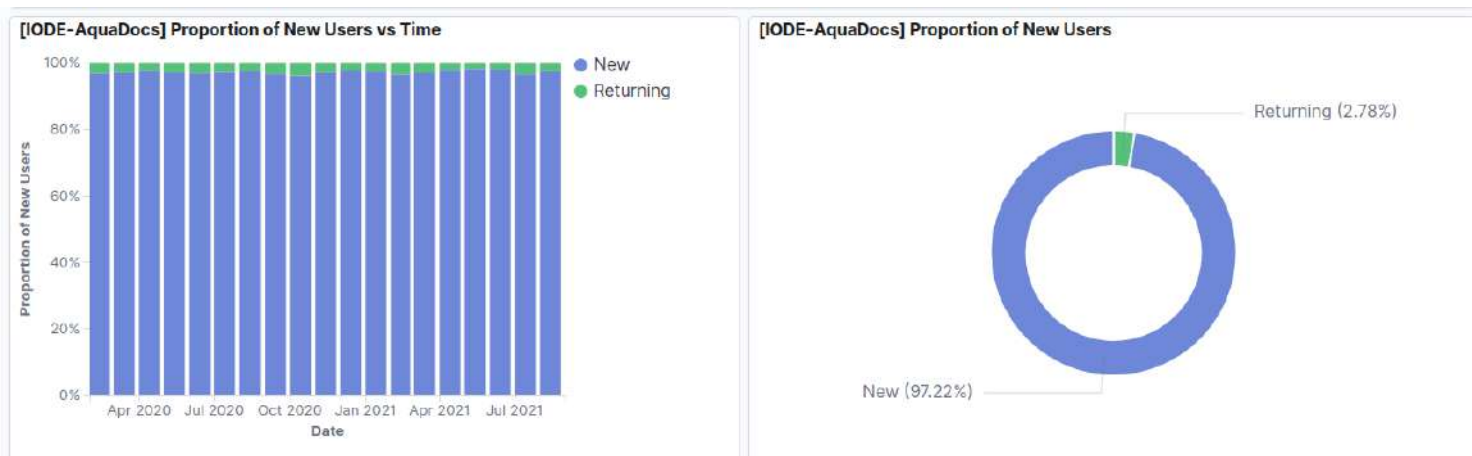 [IODE-AquaDocs] Proportion of New Users vs Time
100%
80%
60%
40%
20%
0%
Proportion of New Users
Apr 2020 Jul 2020 Oct 2020 Jan 2021 Apr 2021 Jul 2021
Date
New
Returning
[IODE-AquaDocs] Proportion of New Users
Returning (2.78%)
New (97.22%)